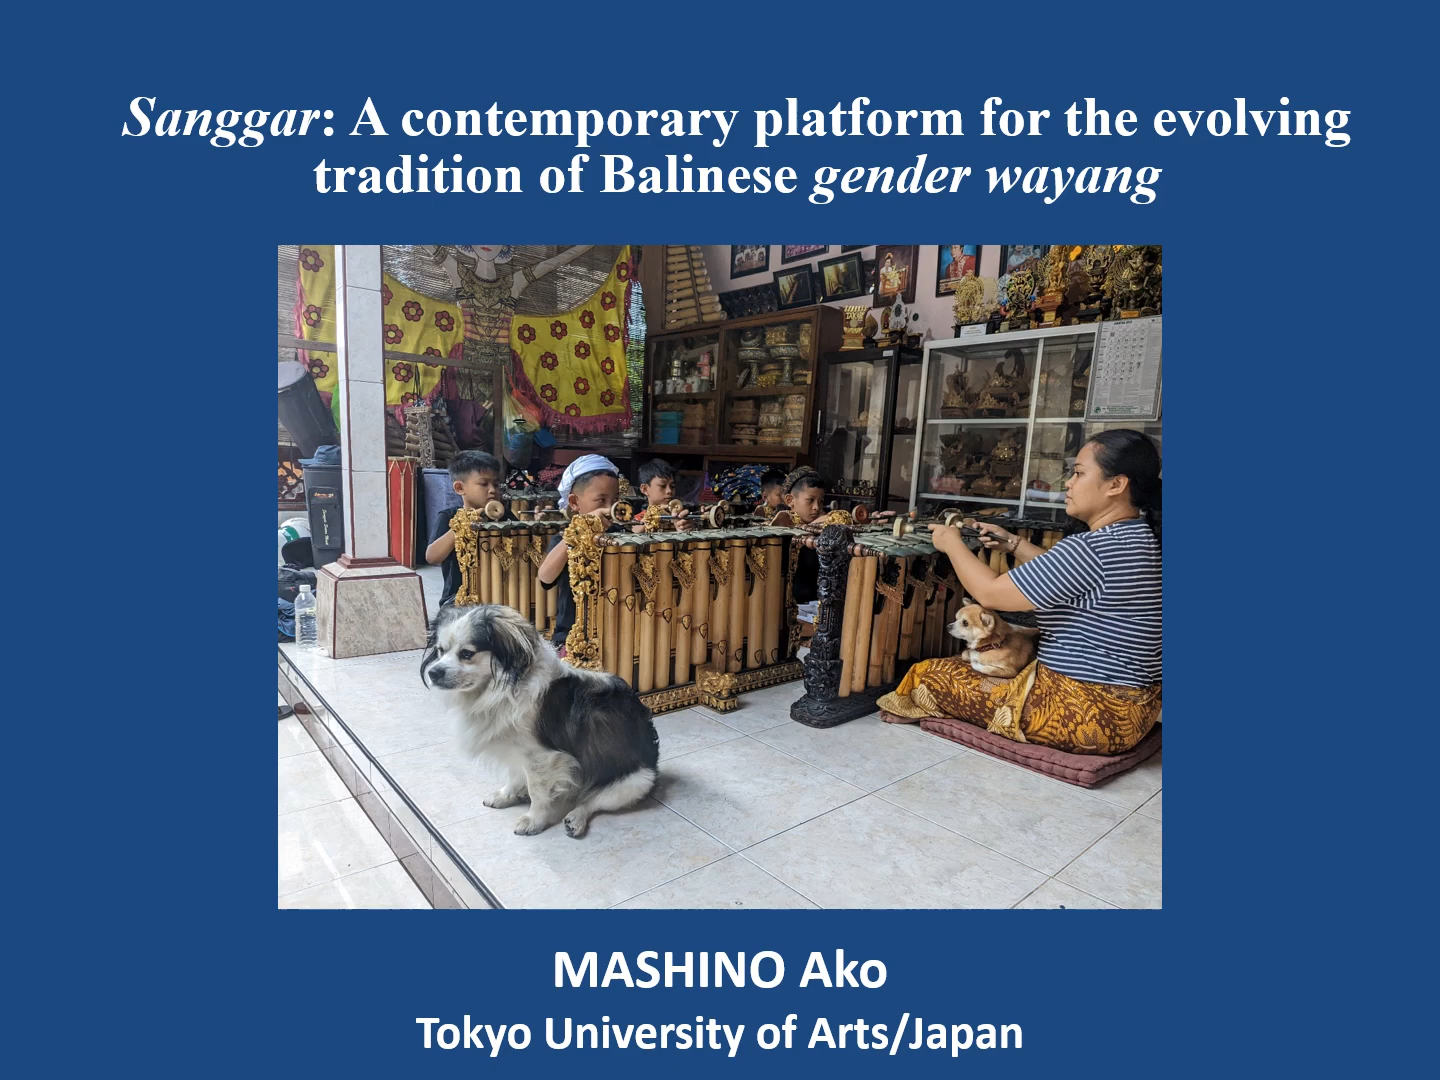 Sanggar: A contemporary platform for the evolving
tradition of Balinese gender wayang
MASHINO Ako
Tokyo University of Arts/Japan